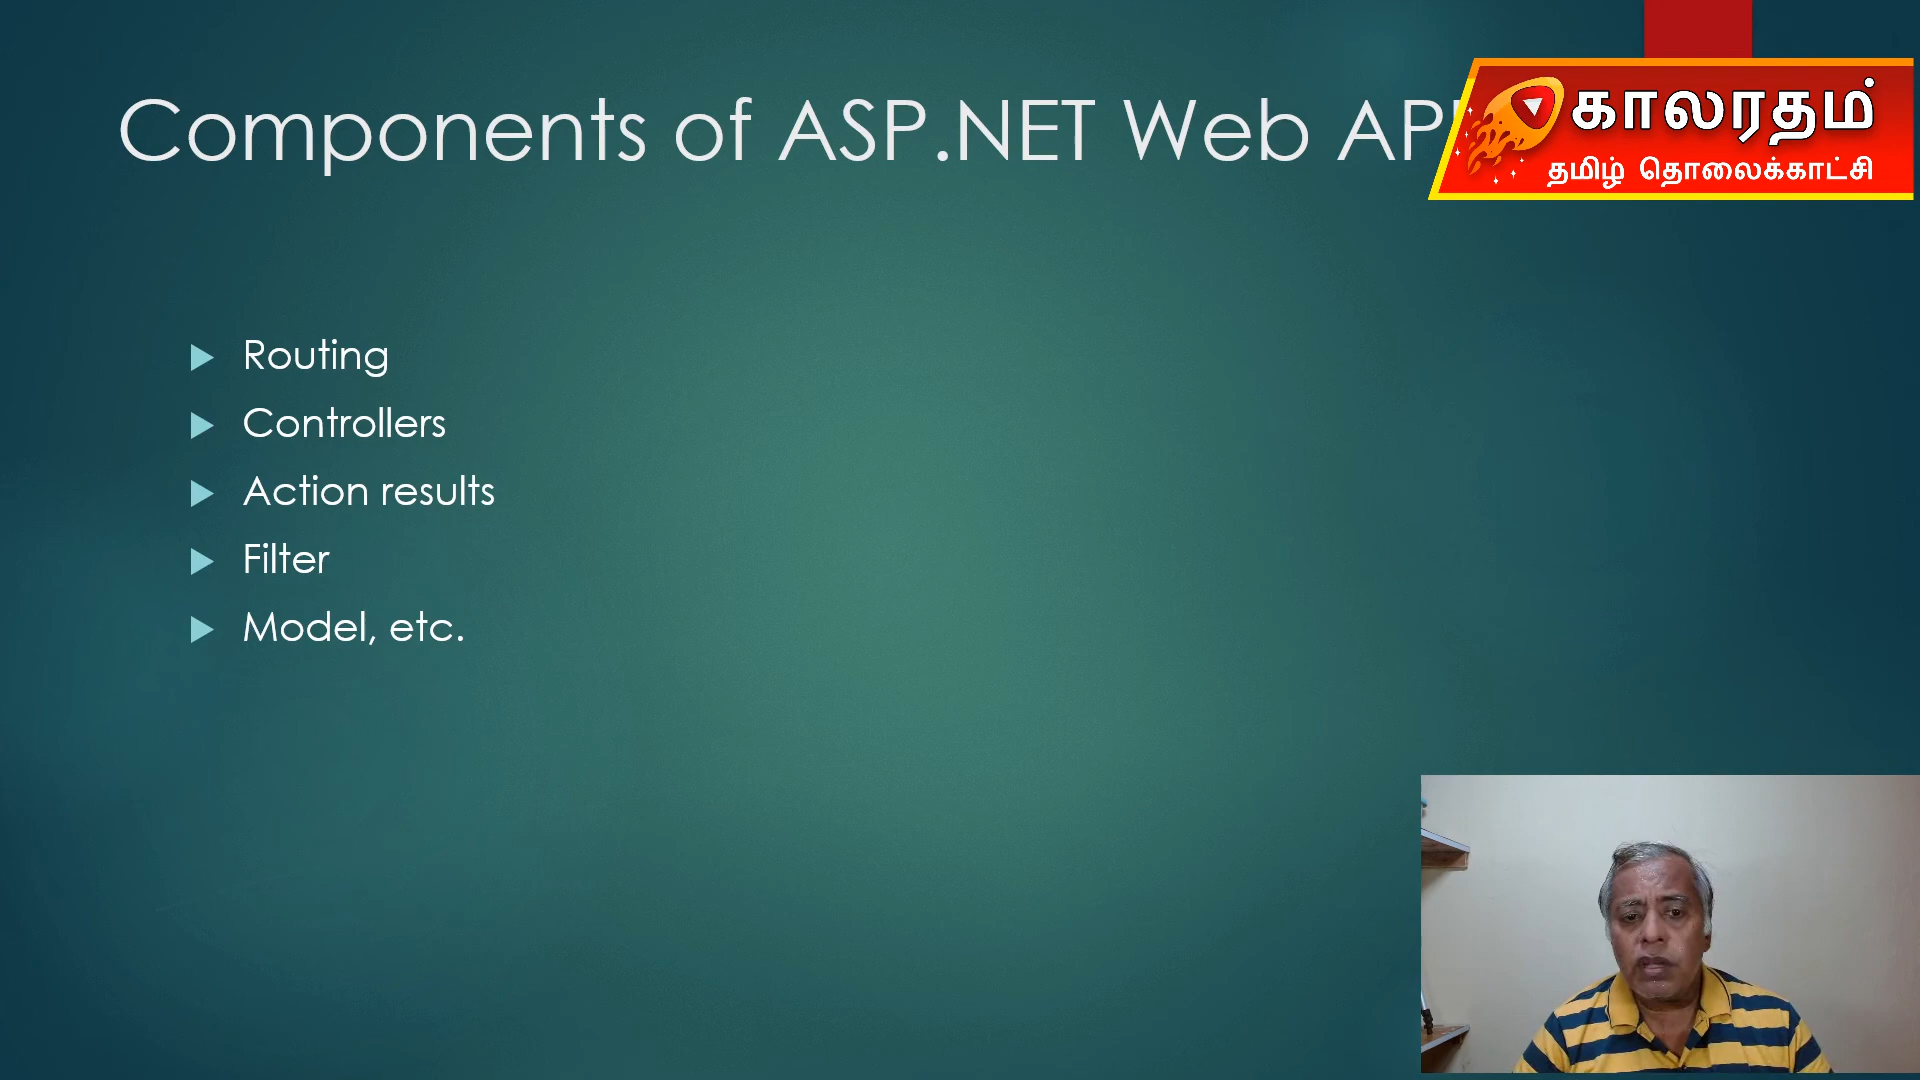 Components of ASP.NET Web API
காலரதம்
தமிழ் தொலைக்காட்சி
Routing
Controllers
Action results
Filter
Model, etc.